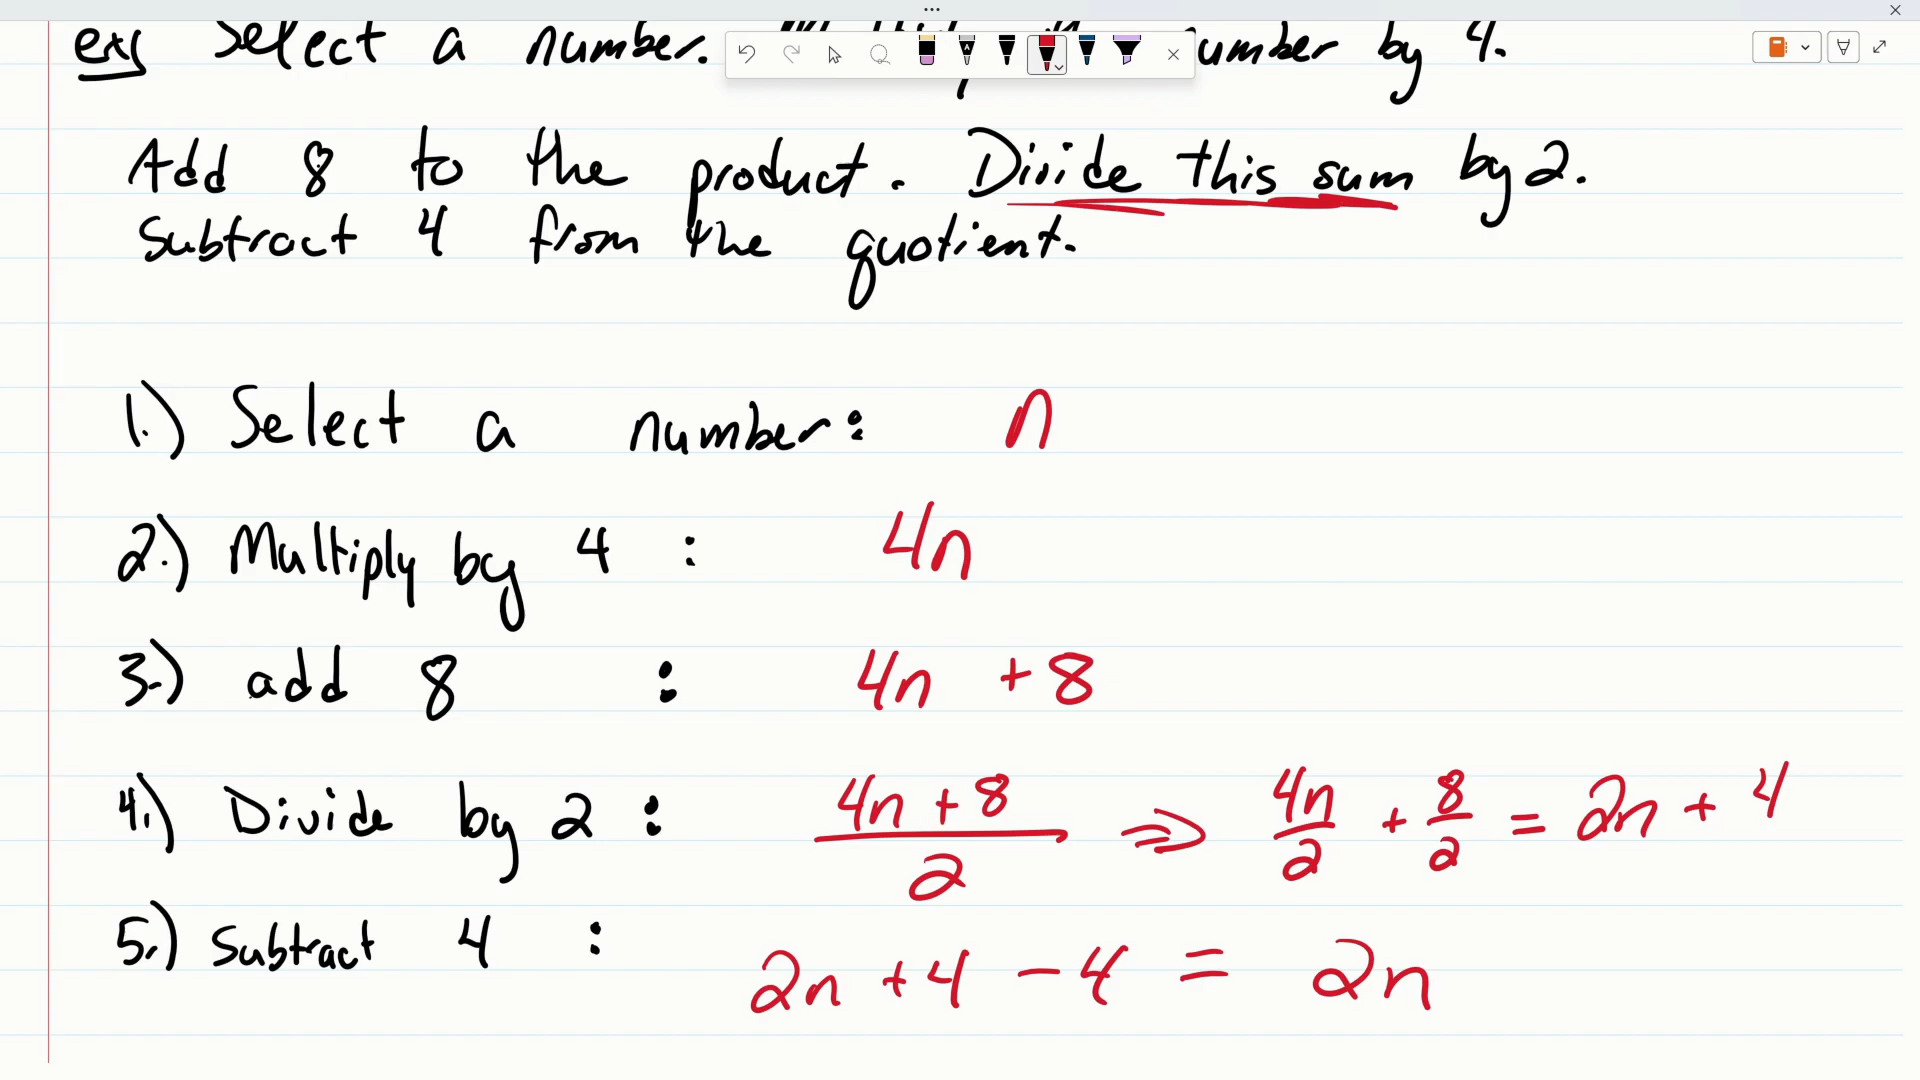 ex) Select a number. number by 4.
Add 8 to the product. Divide this sum by 2.
Subtract 4 from the quotient.
1.) Select a number: n
2.) Multiply by 4 : 4n
3.) add 8 : 4n + 8
4.) Divide by 2 : (4n + 8)/2 ⇒ 4n/2 + 8/2 = 2n + 4
5.) Subtract 4 : 2n + 4 - 4 = 2n